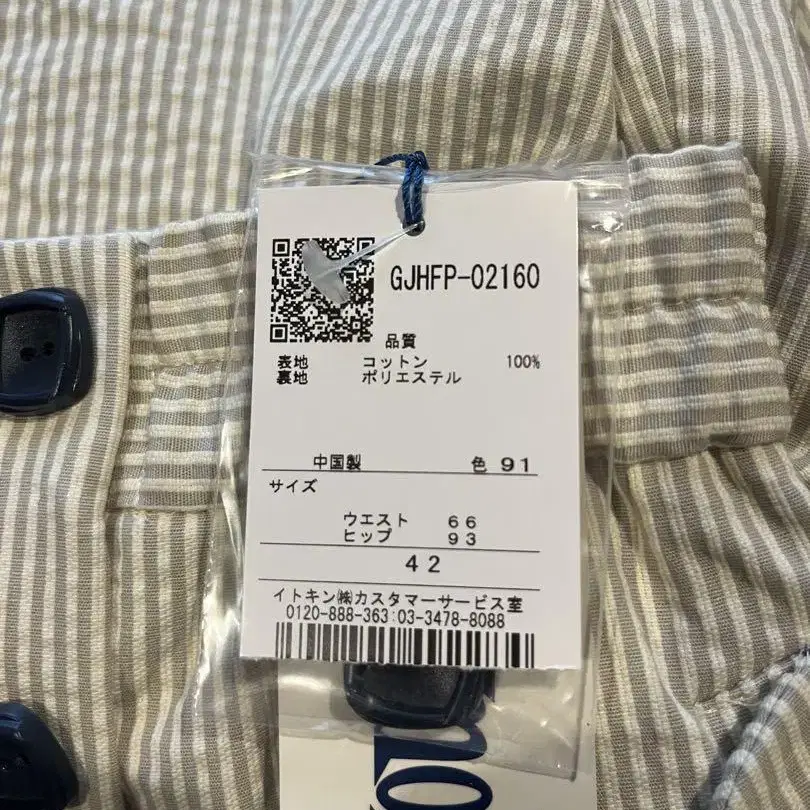 GJHFP-02160
品質
表地 コットン 100%
裏地 ポリエステル
中国製 色 91
サイズ
ウエスト 66
ヒップ 93
42
イトキン㈱カスタマーサービス室
0120-888-363:03-3478-8088